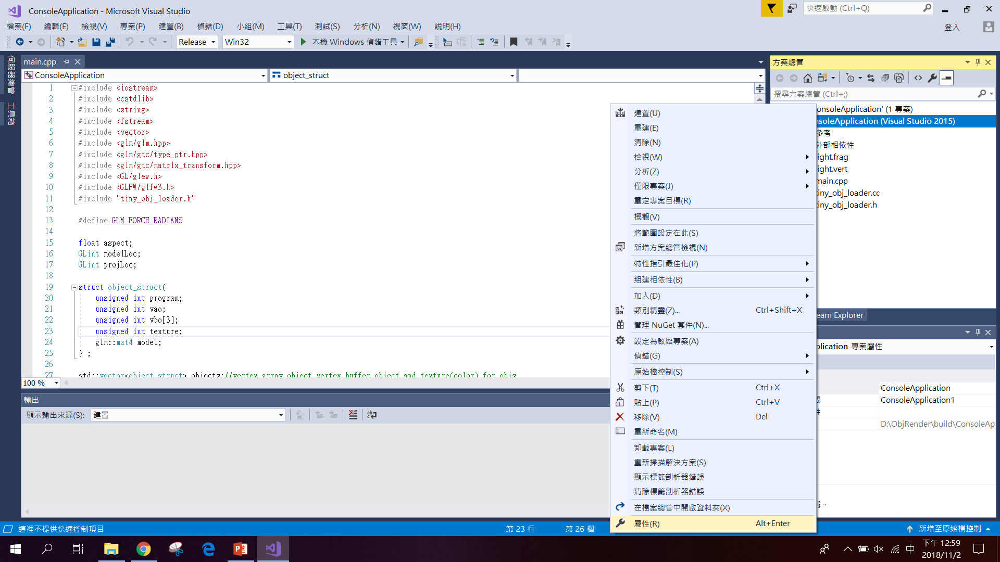 ConsoleApplication - Microsoft Visual Studio
快速啟動 (Ctrl+Q)
檔案(F) 編輯(E) 檢視(V) 專案(P) 建置(B) 偵錯(D) 小組(M) 工具(T) 測試(S) 分析(N) 視窗(W) 說明(H)
登入
Release Win32 本機 Windows 偵錯工具
伺服器總管
工具箱
main.cpp
ConsoleApplication object_struct
1 #include <iostream>
2 #include <cstdlib>
3 #include <string>
4 #include <fstream>
5 #include <vector>
6 #include <glm/glm.hpp>
7 #include <glm/gtc/type_ptr.hpp>
8 #include <glm/gtc/matrix_transform.hpp>
9 #include <GL/glew.h>
10 #include <GLFW/glfw3.h>
11 #include "tiny_obj_loader.h"
12
13 #define GLM_FORCE_RADIANS
14
15 float aspect;
16 GLint modelLoc;
17 GLint projLoc;
18
19 struct object_struct{
20 unsigned int program;
21 unsigned int vao;
22 unsigned int vbo[3];
23 unsigned int texture;
24 glm::mat4 model;
25 } ;
26
27 std::vector<object_struct> objects;//vertex array object,vertex buffer object and texture(color) for objs
100 %
輸出
顯示輸出來源(S): 建置
建置(U)
重建(E)
清除(N)
檢視(W)
分析(Z)
僅限專案(J)
重定專案目標(R)
概觀(V)
將範圍設定在此(S)
新增方案總管檢視(N)
特性指引最佳化(P)
組建相依性(B)
加入(D)
類別精靈(Z)... Ctrl+Shift+X
管理 NuGet 套件(N)...
設定為啟始專案(A)
偵錯(G)
原始檔控制(S)
剪下(T) Ctrl+X
貼上(P) Ctrl+V
移除(V) Del
重新命名(M)
卸載專案(L)
重新掃描解決方案(S)
顯示標籤剖析器錯誤
清除標籤剖析器錯誤
在檔案總管中開啟資料夾(X)
屬性(R) Alt+Enter
方案總管
搜尋方案總管 (Ctrl+;)
onsoleApplication' (1 專案)
nsoleApplication (Visual Studio 2015)
參考
外部相依性
ight.frag
ight.vert
main.cpp
tiny_obj_loader.cc
tiny_obj_loader.h
eam Explorer
plication 專案屬性
ConsoleApplication
間 ConsoleApplication1
性
D:\ObjRender\build\ConsoleAp
稱。
這裡不提供快速控制項目
第 23 行 第 26 欄
新增至原始檔控制
中
下午 12:59
2018/11/2